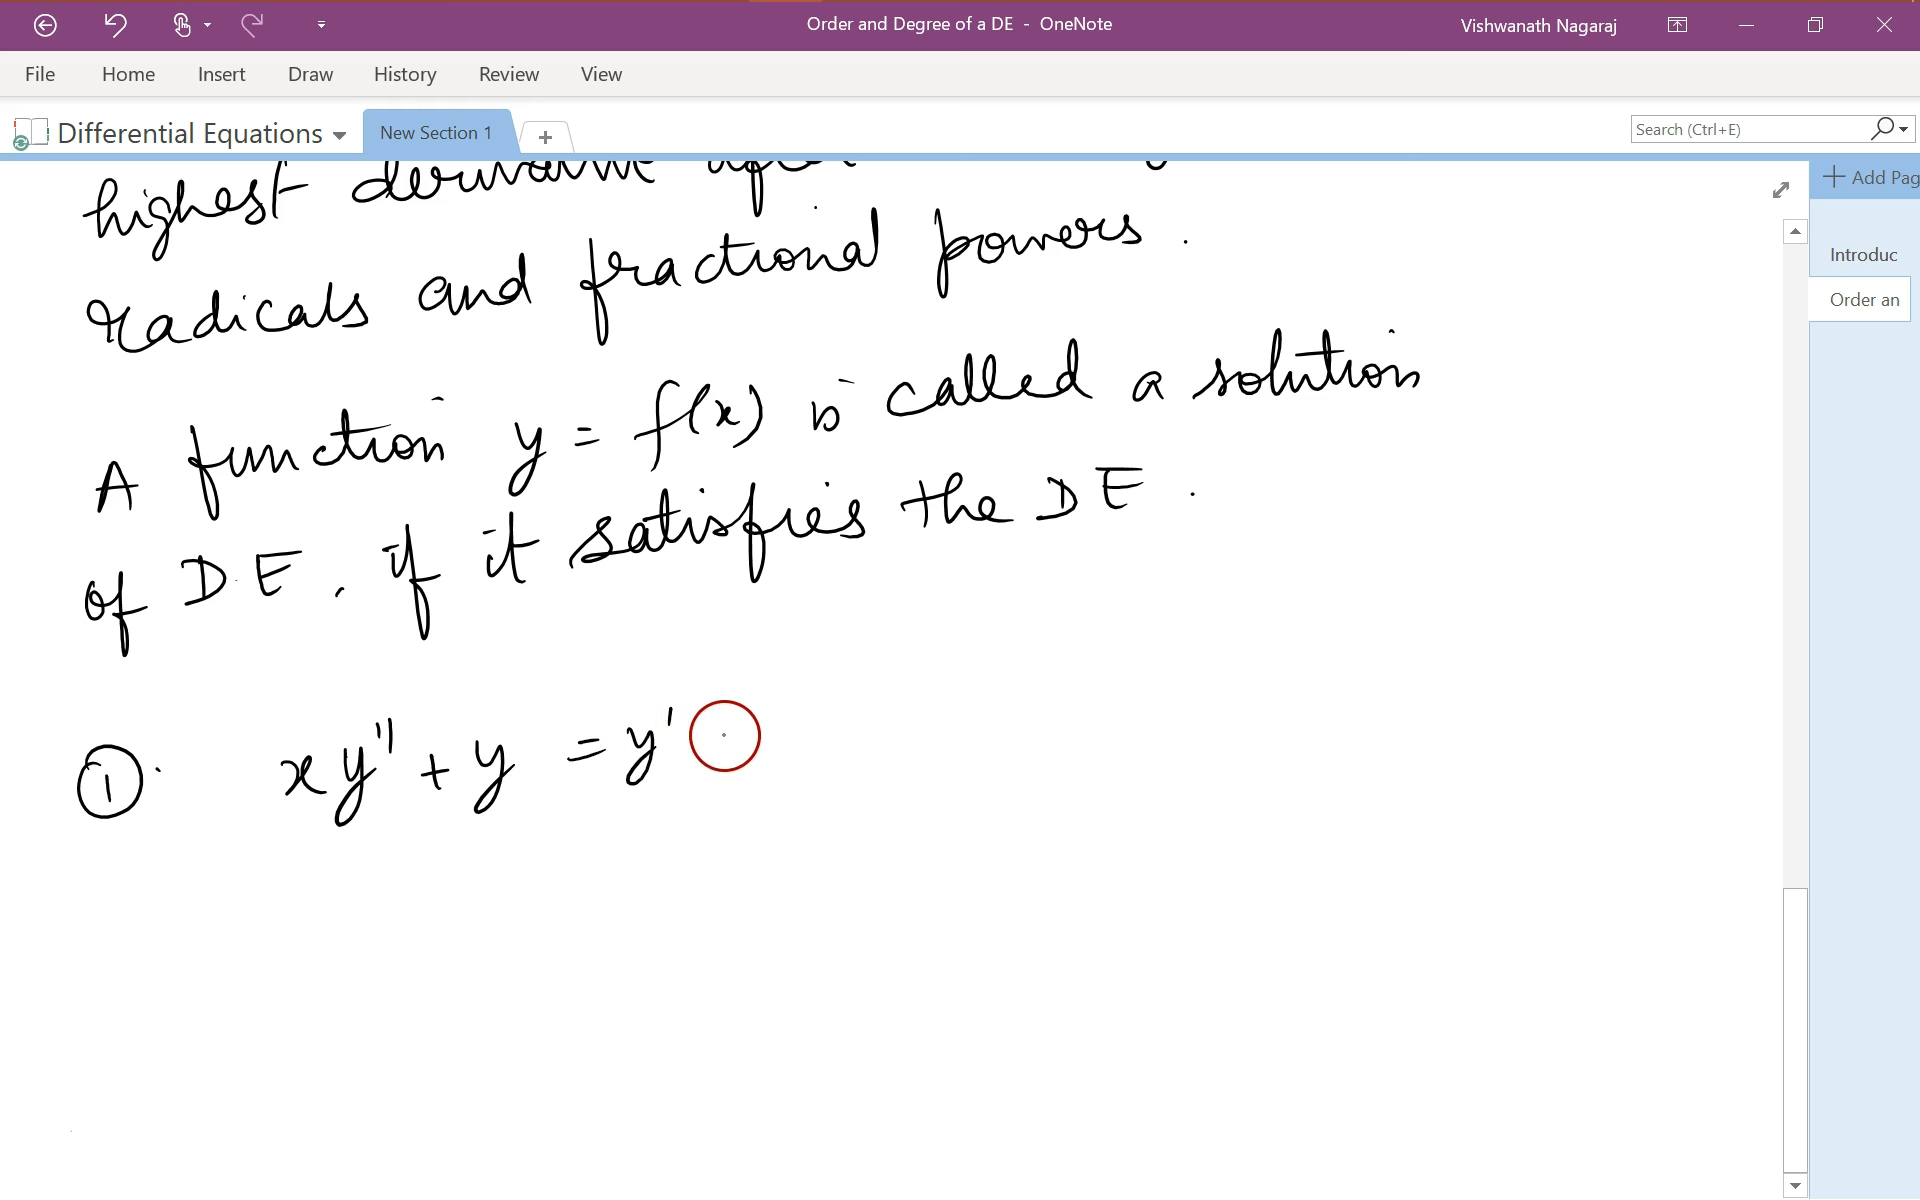 Order and Degree of a DE - OneNote
Vishwanath Nagaraj
File Home Insert Draw History Review View
Differential Equations
New Section 1
+
Search (Ctrl+E)
Add Pag
Introduc
Order an
highest
radicals and fractional powers.
A function y = f(x) is called a solution
of D.E. if it satisfies the DE.
① xy'' + y = y'